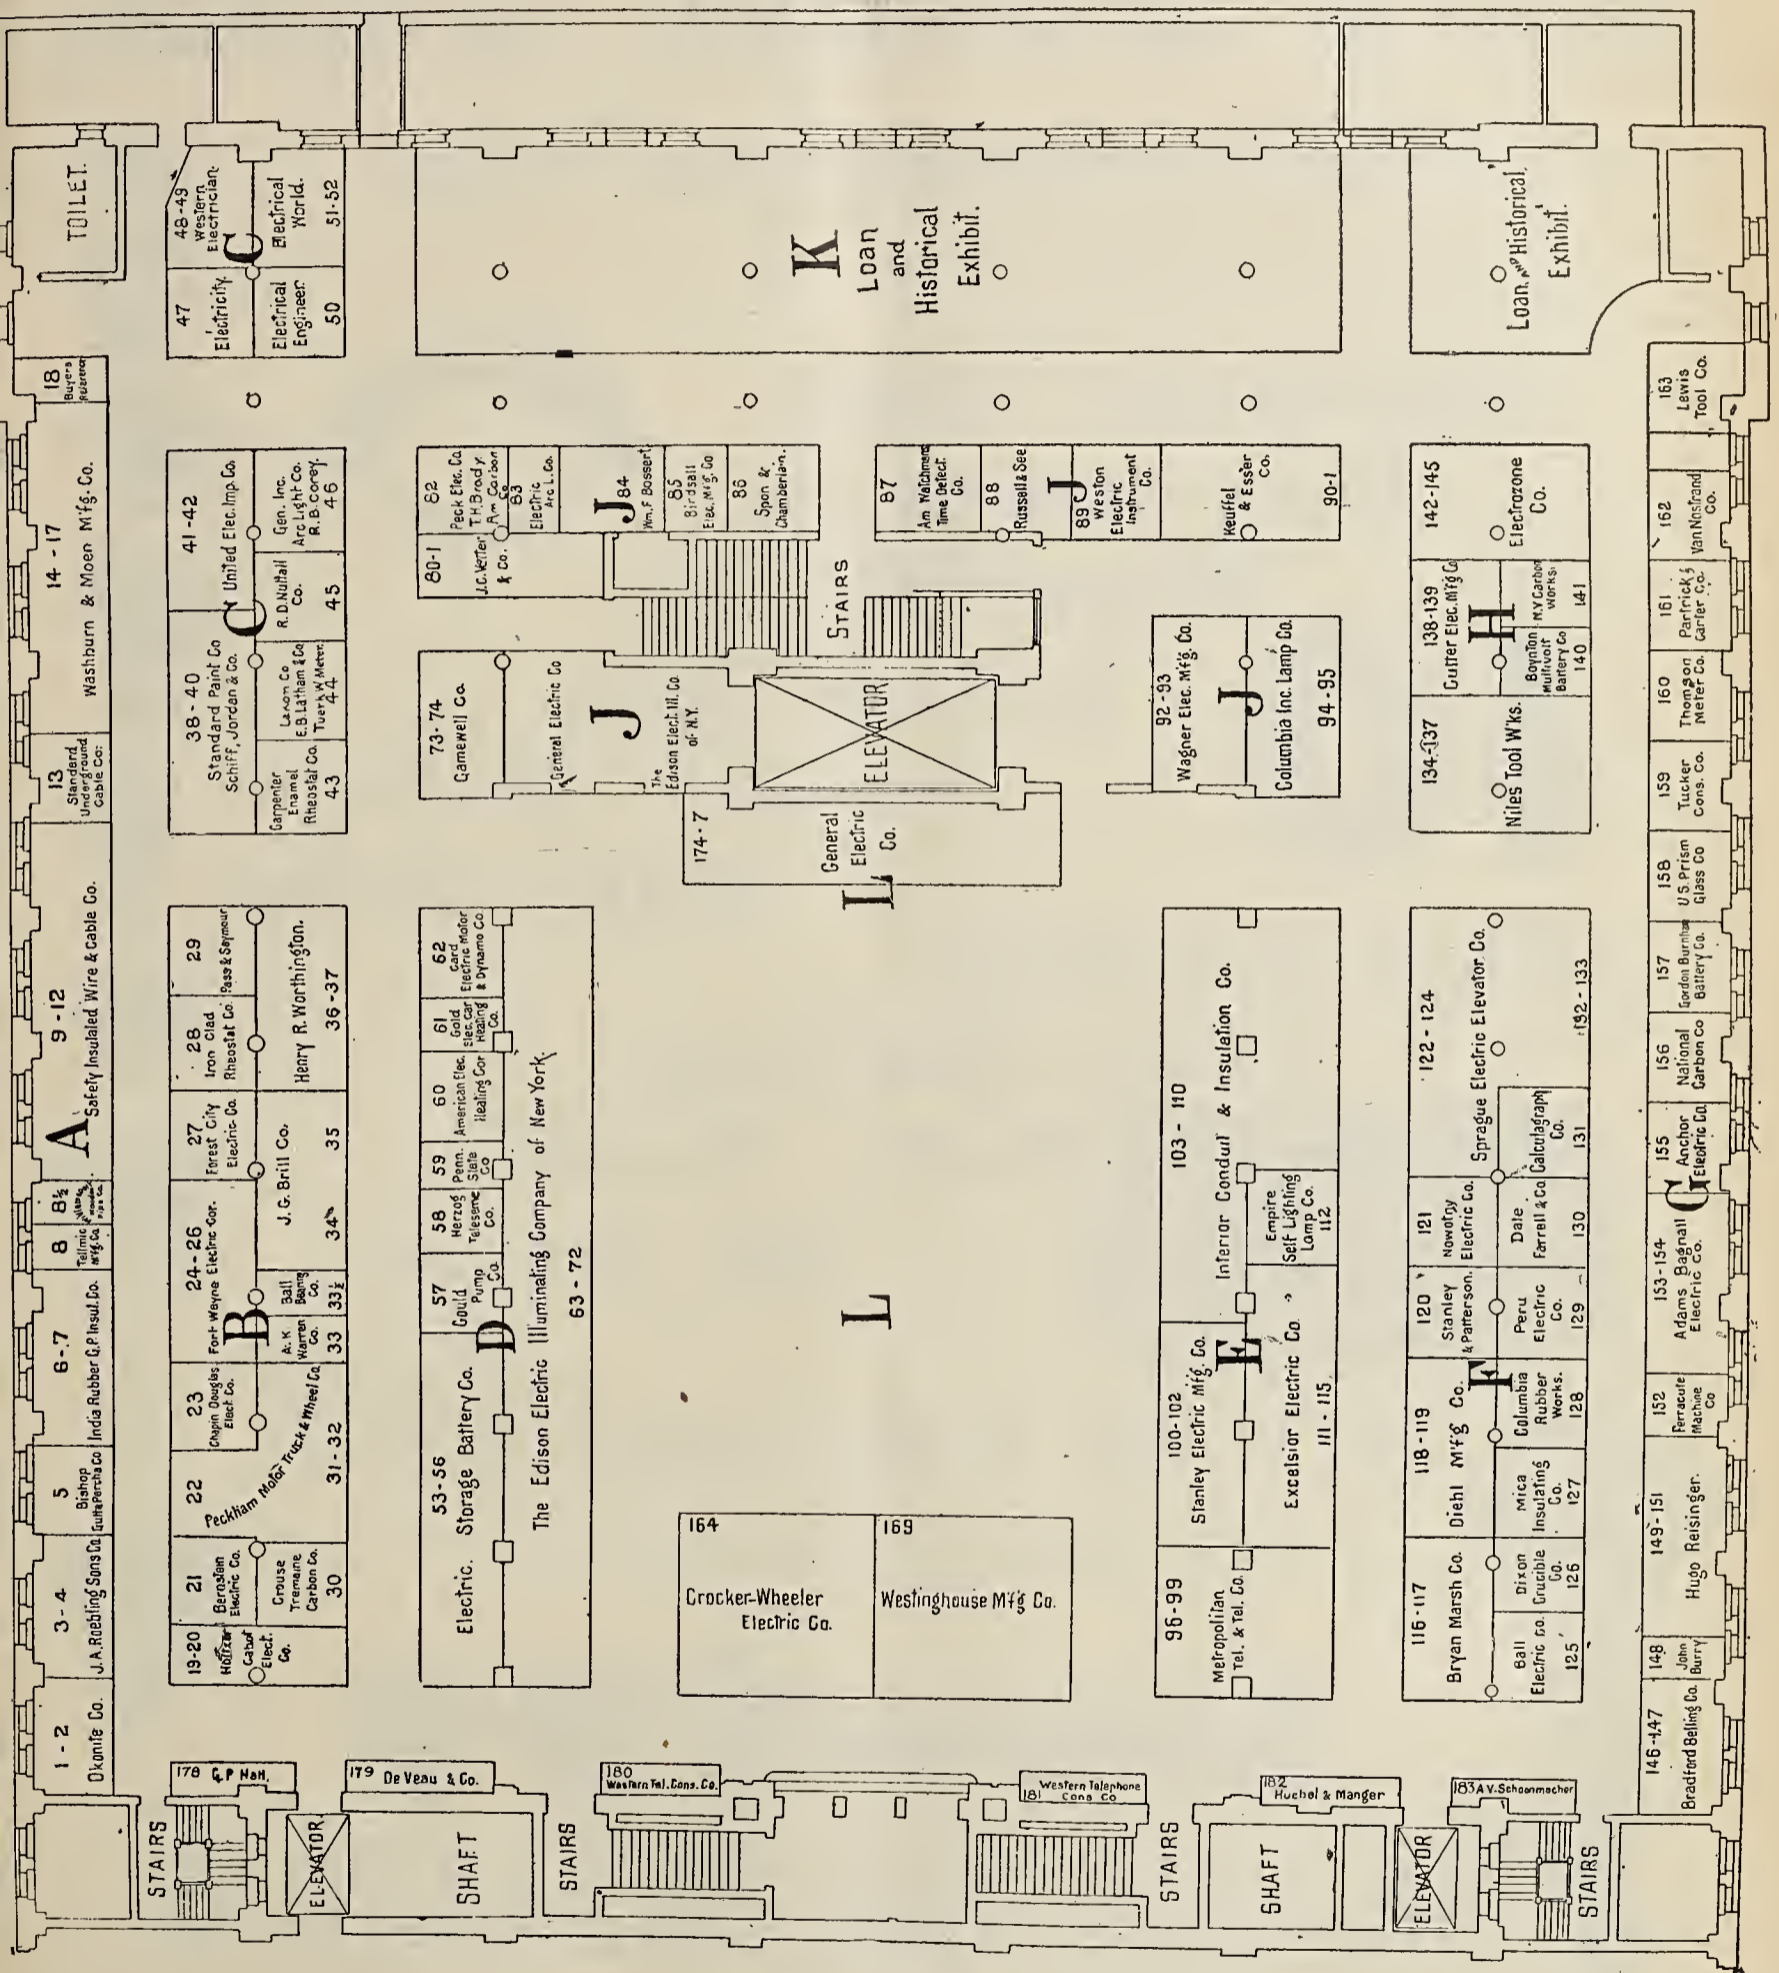 TOILET.
48-49
Western
Electrician.
C
47
Electricity.
Electrical
World.
51-52
Electrical
Engineer.
50
K
Loan
and
Historical
Exhibit.
Loan, AND Historical
Exhibit.
18
Buyers
Reference
14-17
Washburn & Moen M'f'g. Co.
13
Standard
Underground
Cable Co.
A
9-12
Safety Insulated Wire & Cable Co.
8½
8
M'f'g. Co.
6-7
India Rubber G.P. Insul. Co.
5
Bishop
Gutta Percha Co
3-4
J.A. Roebling Sons Co
1-2
Okonite Co.
41-42
United Elec. Imp. Co.
C
38-40
Standard Paint Co
Schiff, Jordan & Co.
Gen. Inc.
Arc Light Co.
R.B. Corey.
46
R.D. Nuttall
Co.
45
E.B. Latham & Co
Tuerk W Meter.
44
Carpenter
Enamel
Rheostat Co.
43
82
Peck Elec. Co.
T.H. Brady.
Am. Carbon
Co
83
Electric
Arc L. Co.
J
84
Wm. F Bossert
85
Birdsall
Elec. M'f'g. Co
86
Spon &
Chamberlain.
80-1
J.C. Vetter
& Co.
STAIRS
87
Am Watchmens
Time Detect.
Co.
88
Russell & See
J
89
Weston
Electric
Instrument
Co.
Keuffel
& Esser
Co.
90-1
142-145
Electrozone
Co.
138-139
Cutter Elec. M'f'g Co
H
N.Y Carbon
Works.
141
Boynton
Multivolt
Battery Co
140
134-137
Niles Tool W'ks.
73-74
Gamewell Co.
General Electric Co
J
The
Edison Elect. Ill. Co.
of N.Y.
ELEVATOR
174-7
General
Electric
Co.
L
92-93
Wagner Elec. M'f'g. Co.
J
Columbia Inc. Lamp Co.
94-95
163
Lewis
Tool Co.
162
Van Nostrand
Co.
161
Partrick &
Carter Co.
160
Thomson
Meter Co.
159
Tucker
Cons. Co.
158
U S. Prism
Glass Co
157
Gordon Burnham
Battery Co.
156
National
Carbon Co
155
Anchor
Electric Co.
G
153-154
Adams Bagnall
Electric Co.
152
Ferracute
Machine
Co
149-151
Hugo Reisinger.
148
John
Burry
146-147
Bradford Belting Co.
29
Pass & Seymour
28
Iron Clad
Rheostat Co.
27
Forest City
Electric Co.
24-26
Fort Wayne Electric Cor.
B
23
Chapin Douglas
Elect Co.
22
Peckham Motor Truck & Wheel Co
31-32
21
Bernstein
Electric Co.
19-20
Cabot
Elect.
Co.
Henry R. Worthington.
36-37
J.G. Brill Co.
34
35
Ball
Bearing
Co.
33½
A.K.
Warren
Co.
33
Crouse
Tremaine
Carbon Co.
30
62
Card
Electric Motor
& Dynamo Co
61
Gold
Elec. Car
Heating
Co.
60
American Elec.
Heating Cor
59
Penn.
Slate
Co
58
Herzog
Teleseme
Co.
57
Gould
Pump
Co.
D
53-56
Electric. Storage Battery Co.
The Edison Electric Illuminating Company of New York.
63-72
L
164
Crocker-Wheeler
Electric Co.
169
Westinghouse M'f'g Co.
103-110
Interior Conduit & Insulation Co.
Empire
Self Lighting
Lamp Co.
112
100-102
Stanley Electric M'f'g. Co.
E
Excelsior Electric Co.
111-115
96-99
Metropolitan
Tel. & Tel. Co.
122-124
Sprague Electric Elevator. Co.
132-133
Calculagraph
Co.
131
121
Nowotny
Electric Co.
Date
Farrell & Co
130
120
Stanley
& Patterson.
Peru
Electric
Co.
129
118-119
Diehl M'f'g Co.
F
Columbia
Rubber
Works.
128
Mica
Insulating
Co.
127
116-117
Bryan Marsh Co.
Dixon
Crucible
Co.
126
Ball
Electric Co.
125
178 G.P Hall.
179 De Veau & Co.
180
Western Tel. Cons. Co.
Western Telephone
181 Cons Co
182
Huebel & Manger
183 A V. Schoonmacher
STAIRS
ELEVATOR
SHAFT
STAIRS
STAIRS
SHAFT
ELEVATOR
STAIRS